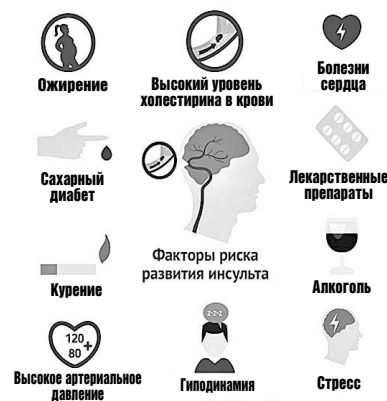 Ожирение
Высокий уровень
холестирина в крови
Болезни
сердца
Сахарный
диабет
Лекарственные
препараты
Факторы риска
развития инсульта
Курение
Алкоголь
120
80 +
Высокое артериальное
давление
z-z-z
Гиподинамия
Стресс